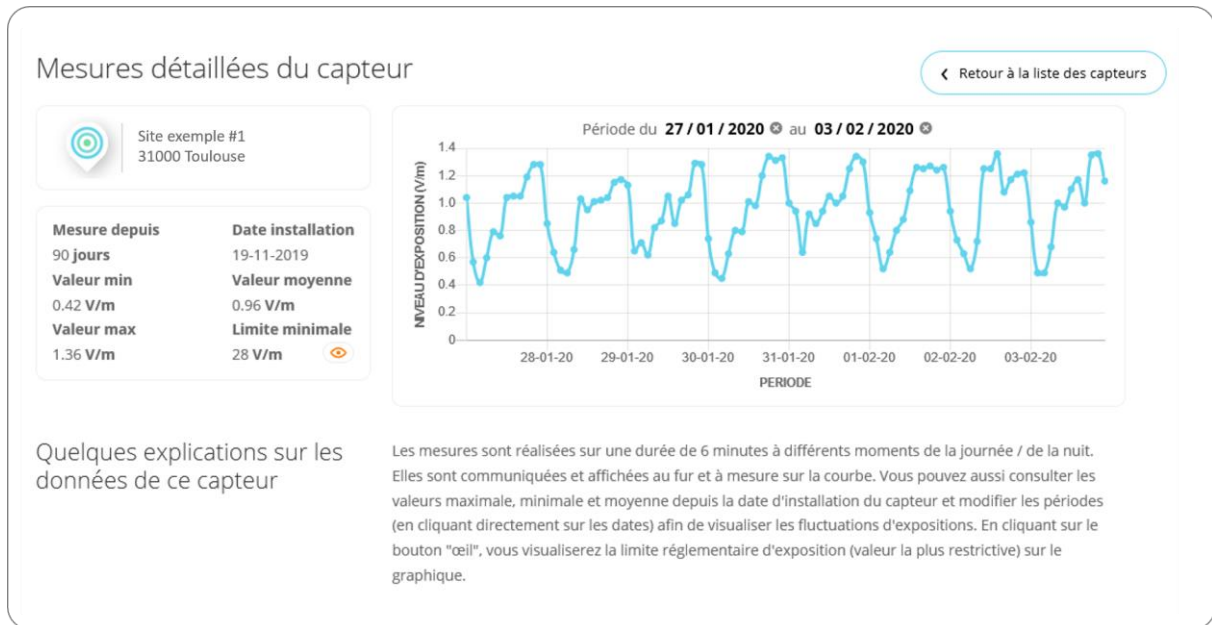 Mesures détaillées du capteur
Retour à la liste des capteurs
Site exemple #1
31000 Toulouse
Mesure depuis
Date installation
90 jours
19-11-2019
Valeur min
Valeur moyenne
0.42 V/m
0.96 V/m
Valeur max
Limite minimale
1.36 V/m
28 V/m
Période du 27 / 01 / 2020 au 03 / 02 / 2020
NIVEAU D'EXPOSITION (V/m)
1.4
1.2
1.0
0.8
0.6
0.4
0.2
0
28-01-20
29-01-20
30-01-20
31-01-20
01-02-20
02-02-20
03-02-20
PERIODE
Quelques explications sur les
données de ce capteur
Les mesures sont réalisées sur une durée de 6 minutes à différents moments de la journée / de la nuit.
Elles sont communiquées et affichées au fur et à mesure sur la courbe. Vous pouvez aussi consulter les
valeurs maximale, minimale et moyenne depuis la date d'installation du capteur et modifier les périodes
(en cliquant directement sur les dates) afin de visualiser les fluctuations d'expositions. En cliquant sur le
bouton "œil", vous visualiserez la limite réglementaire d'exposition (valeur la plus restrictive) sur le
graphique.